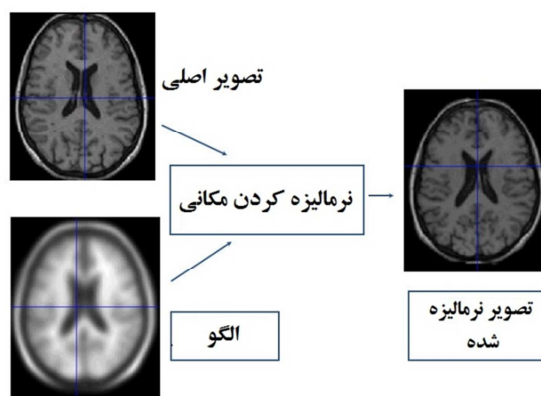 تصویر اصلی
نرمالیزه کردن مکانی
الگو
تصویر نرمالیزه
شده